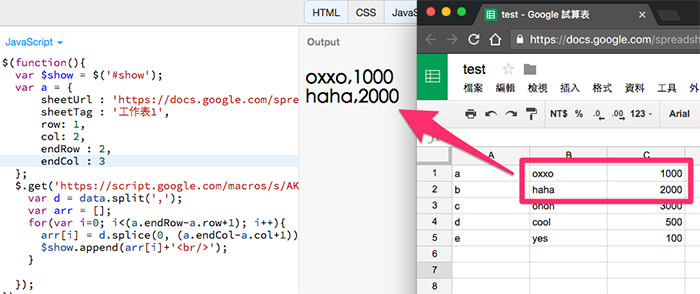 HTML
CSS
JavaS
JavaScript
Output
$(function(){
var $show = $('#show');
var a = {
sheetUrl : 'https://docs.google.com/spre
sheetTag : '工作表1',
row: 1,
col: 2,
endRow : 2,
endCol : 3
};
$.get('https://script.google.com/macros/s/AK
var d = data.split(',');
var arr = [];
for(var i=0; i<(a.endRow-a.row+1); i++){
arr[i] = d.splice(0, (a.endCol-a.col+1))
$show.append(arr[i]+'<br/>');
}
});
oxxo,1000
haha,2000
test - Google 試算表
https://docs.google.com/spreadsh
test
檔案 編輯 檢視 插入 格式 資料 工具 外
NT$ % .0 .00 123 Arial
A B C
1 a oxxo 1000
2 b haha 2000
3 c ohoh 3000
4 d cool 500
5 e yes 100
6
7
8